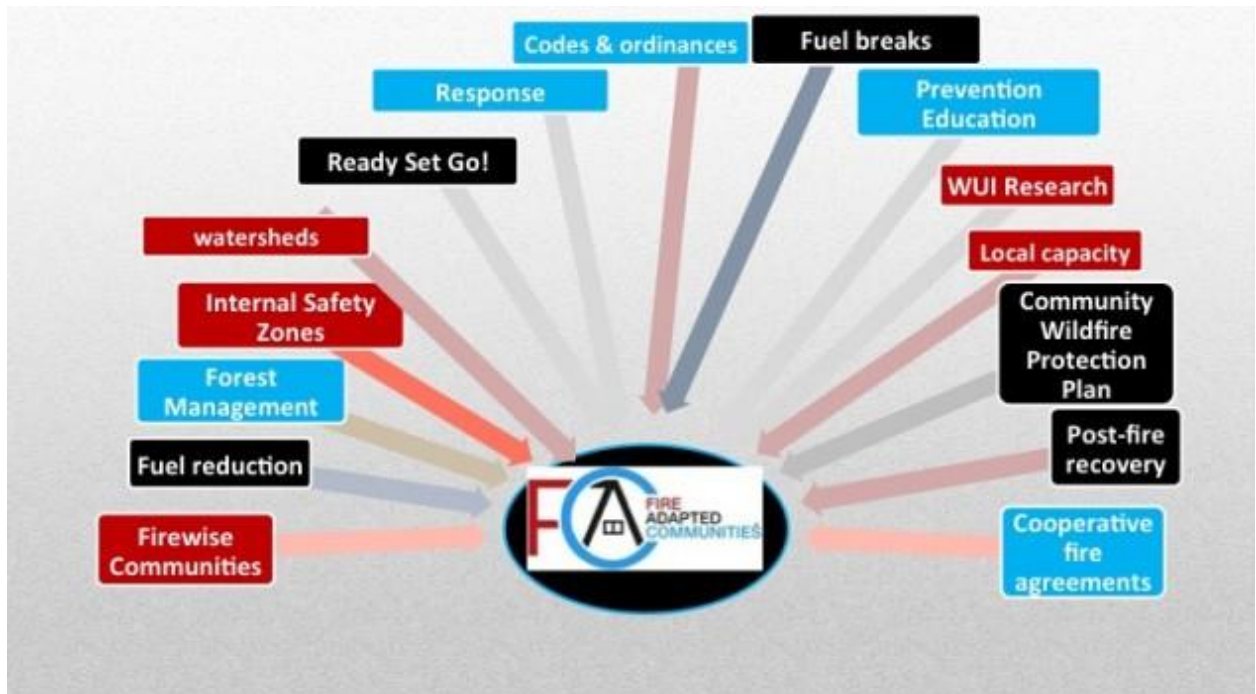 Codes & ordinances
Fuel breaks
Response
Prevention
Education
Ready Set Go!
WUI Research
watersheds
Local capacity
Internal Safety
Zones
Community
Wildfire
Protection
Plan
Forest
Management
Post-fire
recovery
Fuel reduction
Firewise
Communities
Cooperative
fire
agreements
FCA
FIRE
ADAPTED
COMMUNITIES